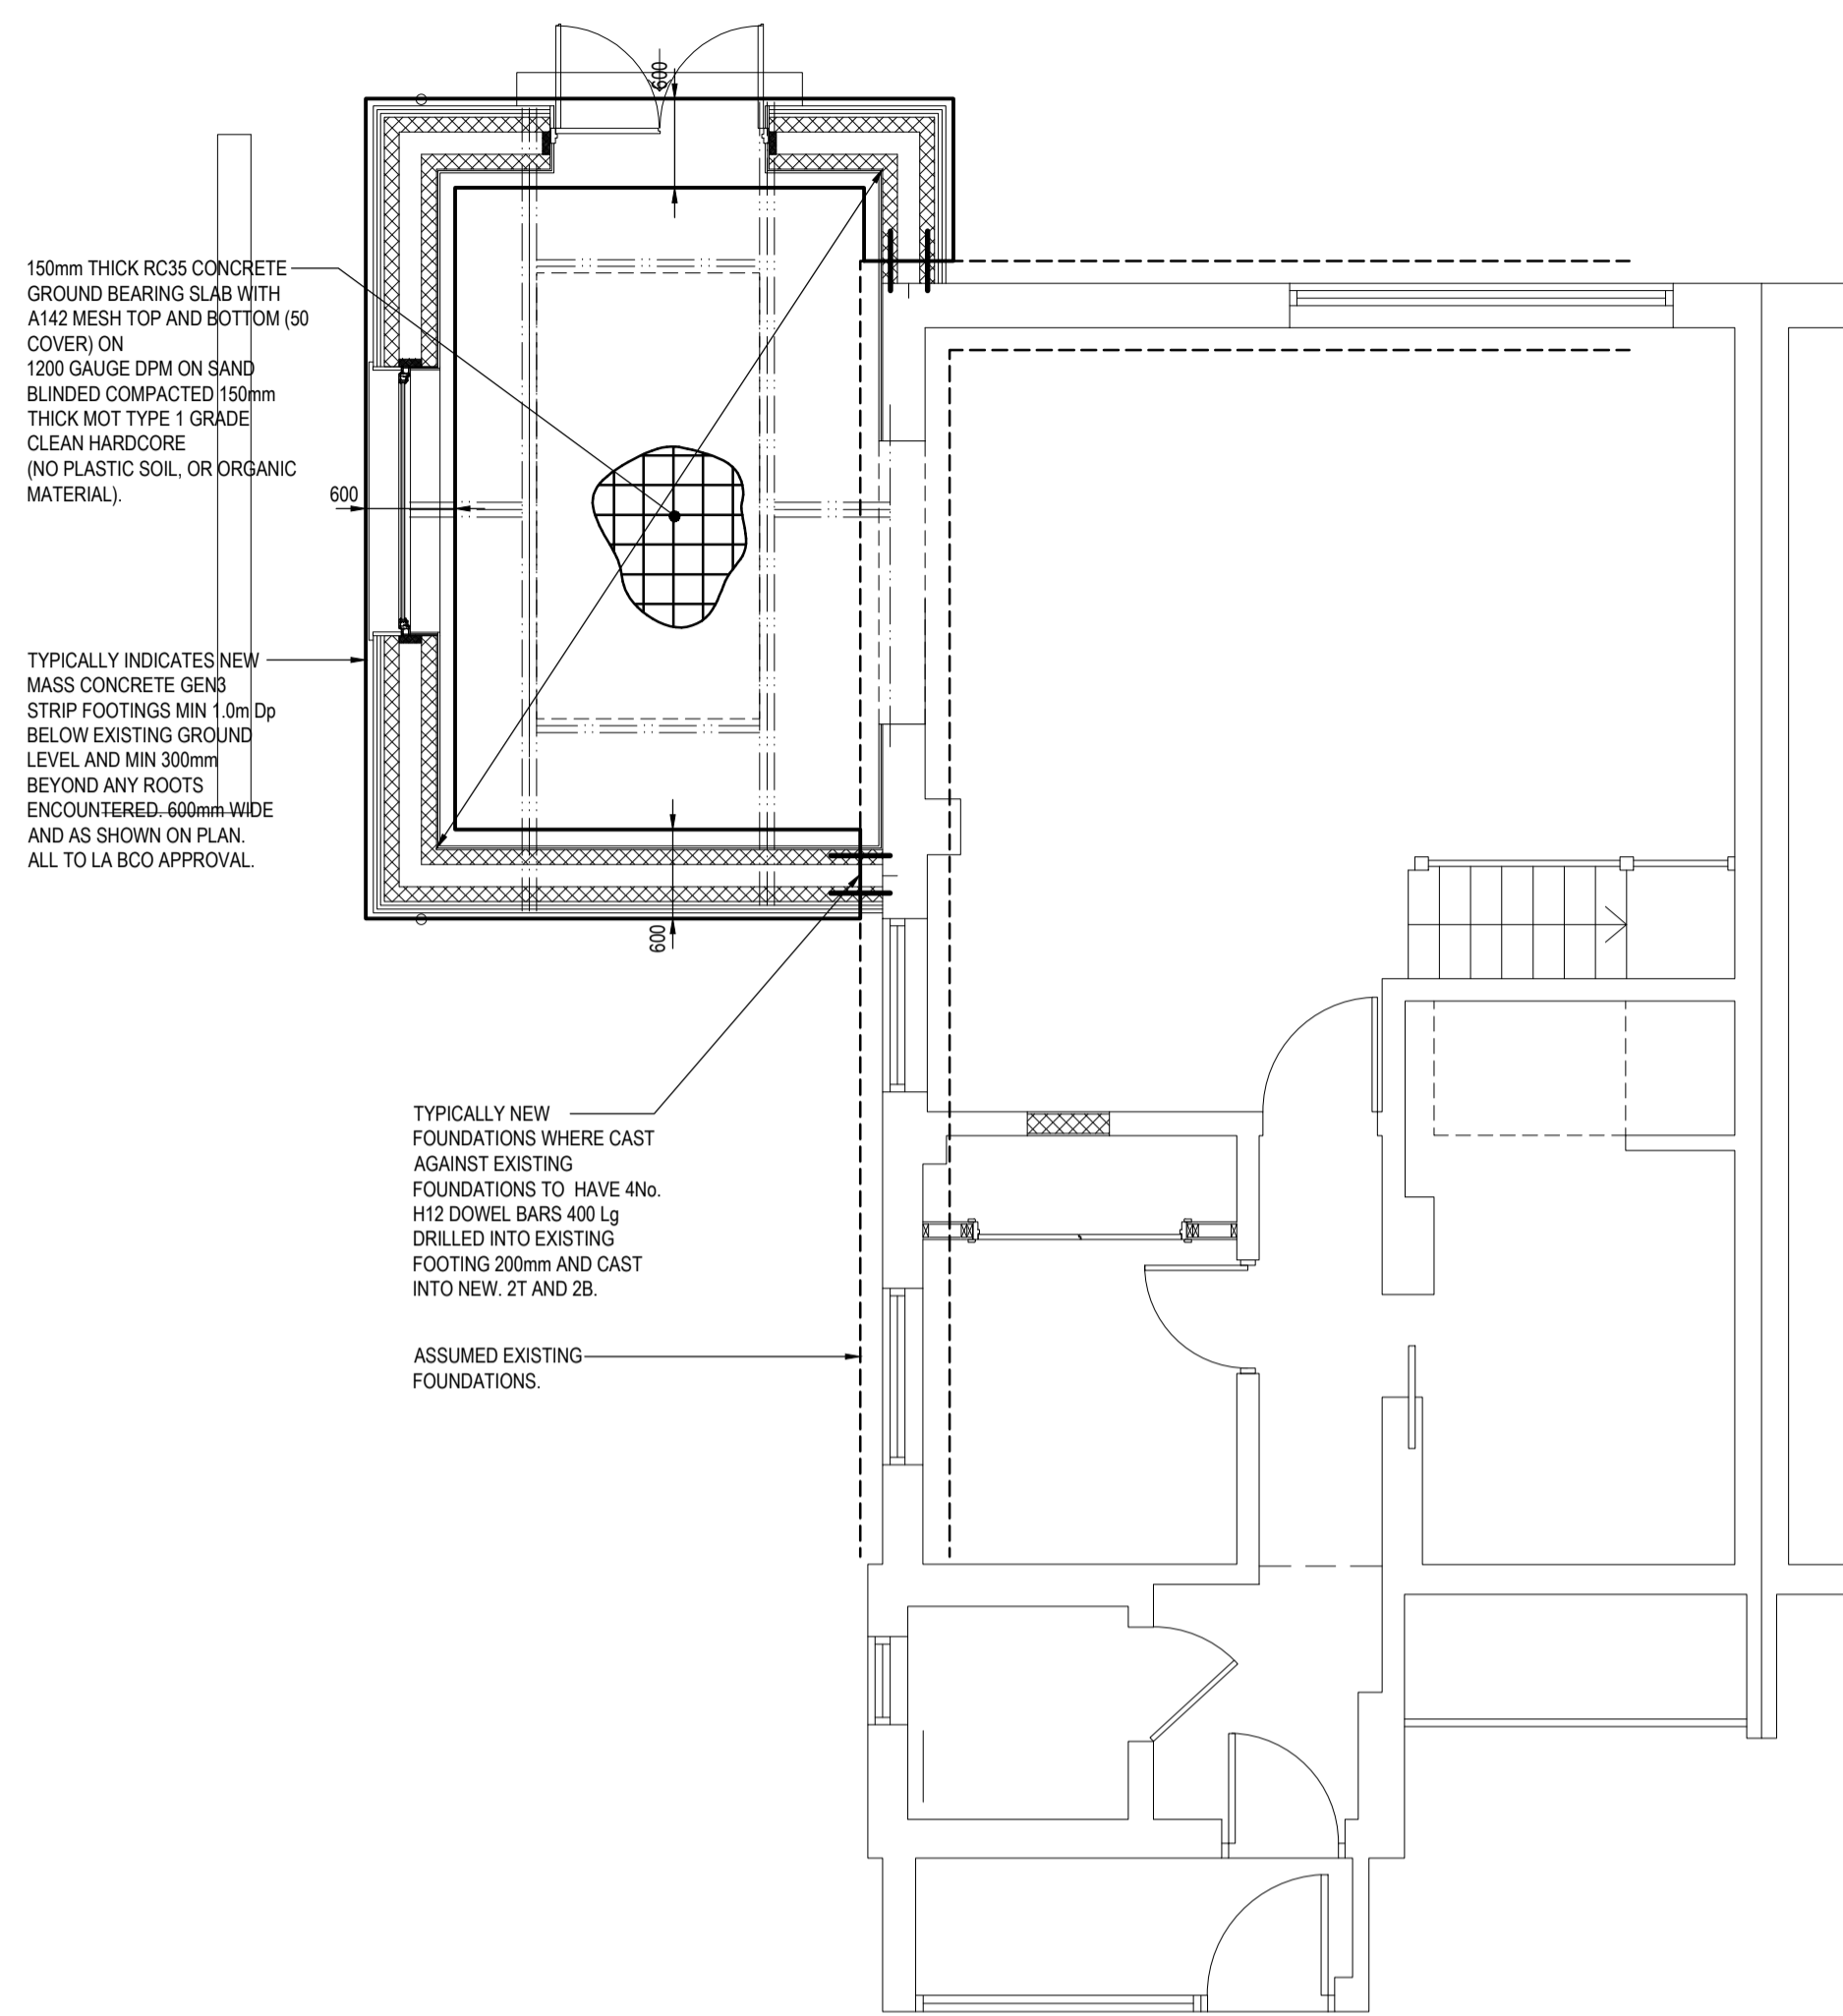 600
150mm THICK RC35 CONCRETE
GROUND BEARING SLAB WITH
A142 MESH TOP AND BOTTOM (50
COVER) ON
1200 GAUGE DPM ON SAND
BLINDED COMPACTED 150mm
THICK MOT TYPE 1 GRADE
CLEAN HARDCORE
(NO PLASTIC SOIL, OR ORGANIC
MATERIAL).
600
TYPICALLY INDICATES NEW
MASS CONCRETE GEN3
STRIP FOOTINGS MIN 1.0m Dp
BELOW EXISTING GROUND
LEVEL AND MIN 300mm
BEYOND ANY ROOTS
ENCOUNTERED. 600mm WIDE
AND AS SHOWN ON PLAN.
ALL TO LA BCO APPROVAL.
600
TYPICALLY NEW
FOUNDATIONS WHERE CAST
AGAINST EXISTING
FOUNDATIONS TO HAVE 4No.
H12 DOWEL BARS 400 Lg
DRILLED INTO EXISTING
FOOTING 200mm AND CAST
INTO NEW. 2T AND 2B.
ASSUMED EXISTING
FOUNDATIONS.